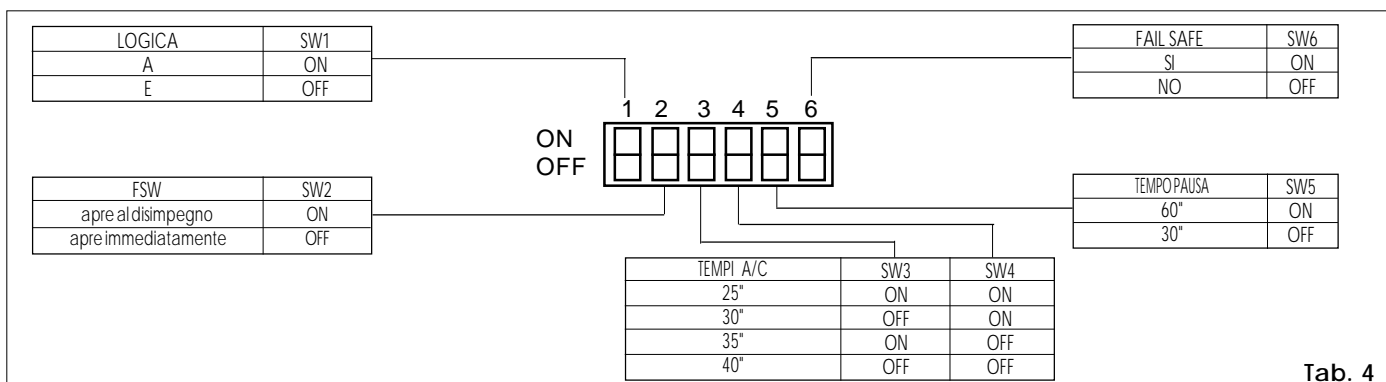 LOGICA SW1
A ON
E OFF
FAIL SAFE SW6
SI ON
NO OFF
1 2 3 4 5 6
ON
OFF
FSW SW2
apre al disimpegno ON
apre immediatamente OFF
TEMPO PAUSA SW5
60" ON
30" OFF
TEMPI A/C SW3 SW4
25" ON ON
30" OFF ON
35" ON OFF
40" OFF OFF
Tab. 4